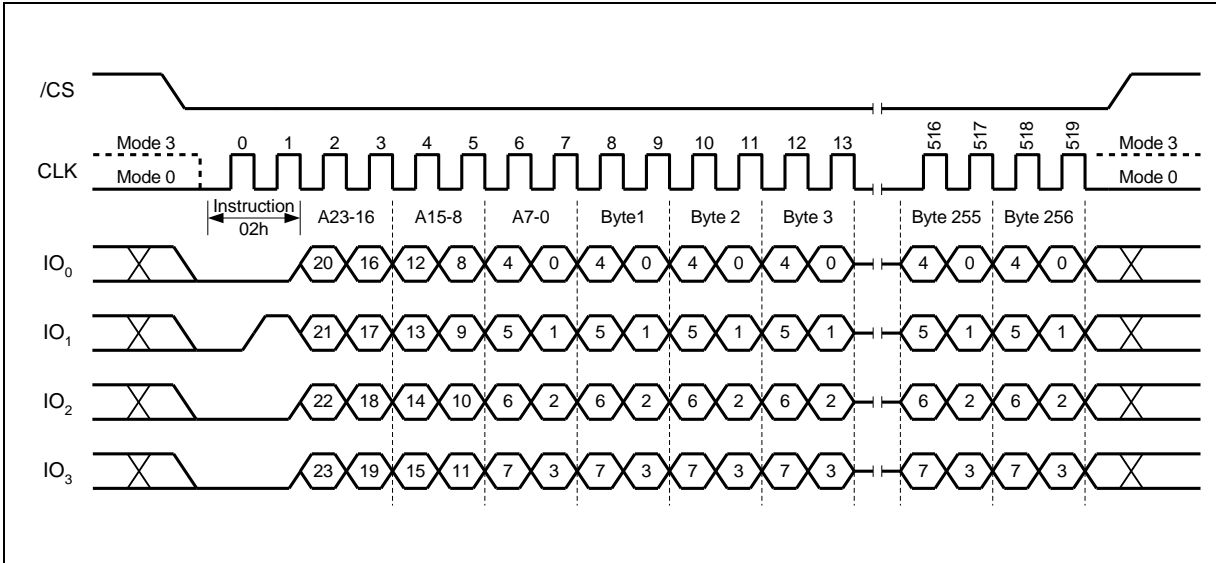 /CS
Mode 3 0 1 2 3 4 5 6 7 8 9 10 11 12 13 516 517 518 519 Mode 3
CLK
Mode 0 Mode 0
Instruction
02h
A23-16 A15-8 A7-0 Byte1 Byte 2 Byte 3 Byte 255 Byte 256
IO0 20 16 12 8 4 0 4 0 4 0 4 0 4 0 4 0
IO1 21 17 13 9 5 1 5 1 5 1 5 1 5 1 5 1
IO2 22 18 14 10 6 2 6 2 6 2 6 2 6 2 6 2
IO3 23 19 15 11 7 3 7 3 7 3 7 3 7 3 7 3